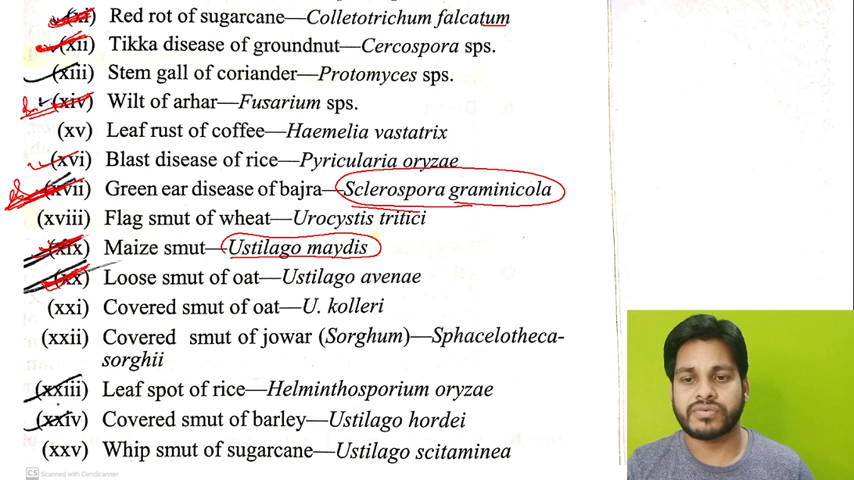 (xi) Red rot of sugarcane—Colletotrichum falcatum
(xii) Tikka disease of groundnut—Cercospora sps.
(xiii) Stem gall of coriander—Protomyces sps.
(xiv) Wilt of arhar—Fusarium sps.
(xv) Leaf rust of coffee—Haemelia vastatrix
(xvi) Blast disease of rice—Pyricularia oryzae
(xvii) Green ear disease of bajra—Sclerospora graminicola
(xviii) Flag smut of wheat—Urocystis tritici
(xix) Maize smut—Ustilago maydis
(xx) Loose smut of oat—Ustilago avenae
(xxi) Covered smut of oat—U. kolleri
(xxii) Covered smut of jowar (Sorghum)—Sphacelotheca-
sorghii
(xxiii) Leaf spot of rice—Helminthosporium oryzae
(xxiv) Covered smut of barley—Ustilago hordei
(xxv) Whip smut of sugarcane—Ustilago scitaminea
CS Scanned with CamScanner